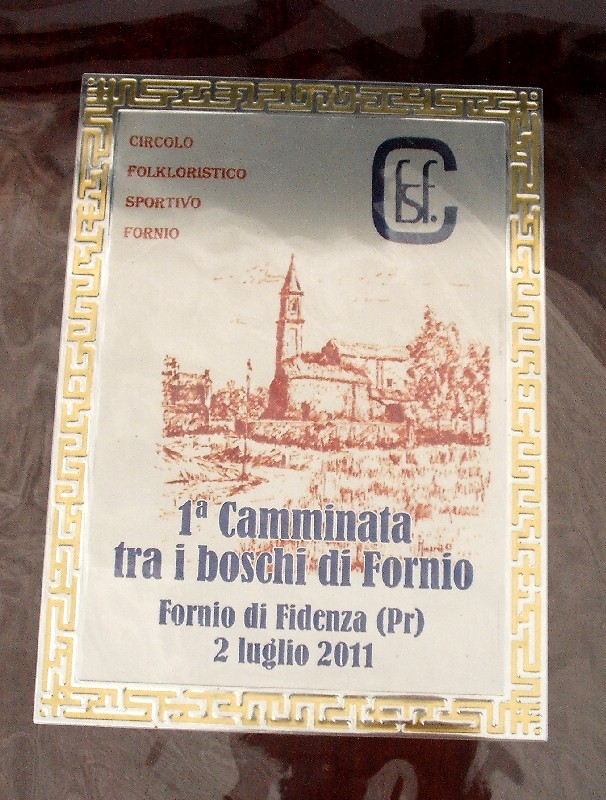 CIRCOLO
FOLKLORISTICO
SPORTIVO
FORNIO
Cfsf.
1ª Camminata
tra i boschi di Fornio
Fornio di Fidenza (Pr)
2 luglio 2011